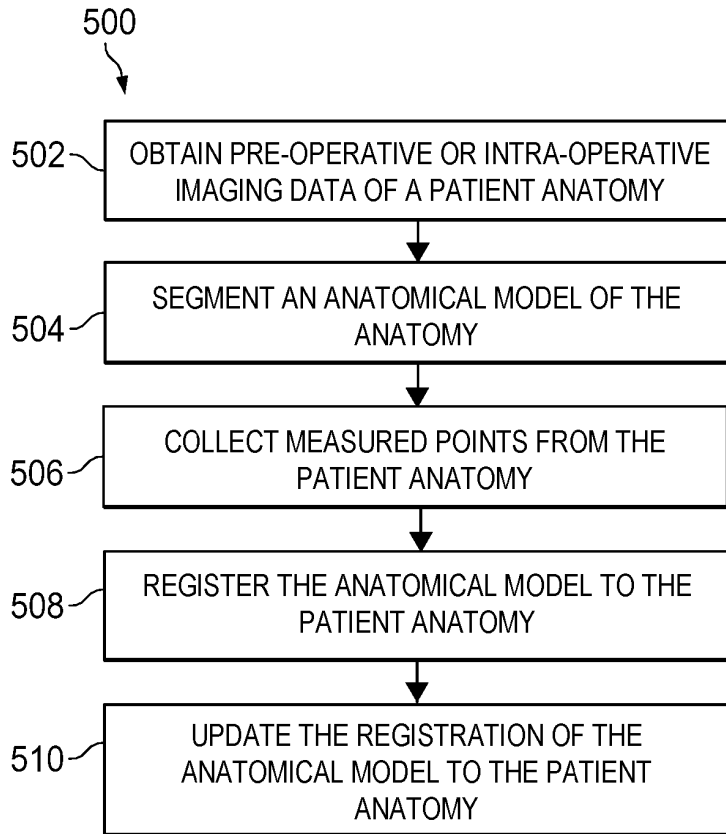 500
502
OBTAIN PRE-OPERATIVE OR INTRA-OPERATIVE
IMAGING DATA OF A PATIENT ANATOMY
504
SEGMENT AN ANATOMICAL MODEL OF THE
ANATOMY
506
COLLECT MEASURED POINTS FROM THE
PATIENT ANATOMY
508
REGISTER THE ANATOMICAL MODEL TO THE
PATIENT ANATOMY
510
UPDATE THE REGISTRATION OF THE
ANATOMICAL MODEL TO THE PATIENT
ANATOMY